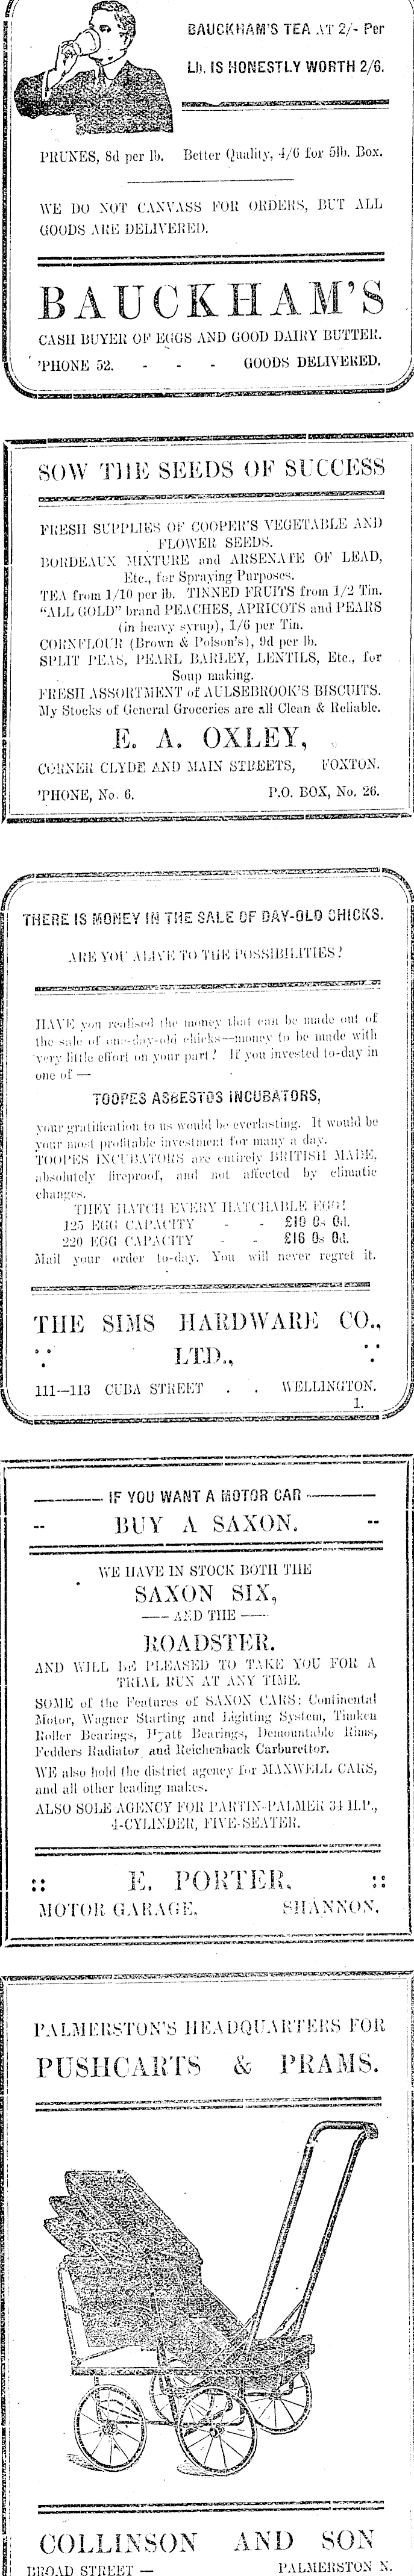 BAUCKHAM'S TEA AT 2/- Per
Lb. IS HONESTLY WORTH 2/6.
PRUNES, 8d per lb. Better Quality, 4/6 for 5lb. Box.
WE DO NOT CANVASS FOR ORDERS, BUT ALL
GOODS ARE DELIVERED.
BAUCKHAM'S
CASH BUYER OF EGGS AND GOOD DAIRY BUTTER.
'PHONE 52. - - - GOODS DELIVERED.
SOW THE SEEDS OF SUCCESS
FRESH SUPPLIES OF COOPER'S VEGETABLE AND
FLOWER SEEDS.
BORDEAUX MIXTURE and ARSENATE OF LEAD,
Etc., for Spraying Purposes.
TEA from 1/10 per lb. TINNED FRUITS from 1/2 Tin.
"ALL GOLD" brand PEACHES, APRICOTS and PEARS
(in heavy syrup), 1/6 per Tin.
CORNFLOUR (Brown & Polson's), 9d per lb.
SPLIT PEAS, PEARL BARLEY, LENTILS, Etc., for
Soup making.
FRESH ASSORTMENT of AULSEBROOK'S BISCUITS.
My Stocks of General Groceries are all Clean & Reliable.
E. A. OXLEY,
CORNER CLYDE AND MAIN STREETS, FOXTON.
'PHONE, No. 6. P.O. BOX, No. 26.
THERE IS MONEY IN THE SALE OF DAY-OLD CHICKS.
ARE YOU ALIVE TO THE POSSIBILITIES?
HAVE you realised the money that can be made out of
the sale of one-day-old chicks—money to be made with
very little effort on your part? If you invested to-day in
one of —
TOOPES ASBESTOS INCUBATORS,
your gratification to us would be everlasting. It would be
your most profitable investment for many a day.
TOOPES INCUBATORS are entirely BRITISH MADE,
absolutely fireproof, and not affected by climatic
changes.
THEY HATCH EVERY HATCHABLE EGG!
125 EGG CAPACITY - - £10 0s 0d.
220 EGG CAPACITY - - £16 0s 0d.
Mail your order to-day. You will never regret it.
THE SIMS HARDWARE CO.,
LTD.,
111—113 CUBA STREET . . WELLINGTON.
1.
IF YOU WANT A MOTOR CAR
-- BUY A SAXON. --
WE HAVE IN STOCK BOTH THE
SAXON SIX,
—— AND THE ——
ROADSTER.
AND WILL BE PLEASED TO TAKE YOU FOR A
TRIAL RUN AT ANY TIME.
SOME of the Features of SAXON CARS: Continental
Motor, Wagner Starting and Lighting System, Timken
Roller Bearings, Hyatt Bearings, Demountable Rims,
Fedders Radiator and Reichenback Carburettor.
WE also hold the district agency for MAXWELL CARS,
and all other leading makes.
ALSO SOLE AGENCY FOR PARTIN-PALMER 34 H.P.,
4-CYLINDER, FIVE-SEATER.
:: E. PORTER, ::
MOTOR GARAGE, SHANNON.
PALMERSTON'S HEADQUARTERS FOR
PUSHCARTS & PRAMS.
COLLINSON AND SON
BROAD STREET — PALMERSTON N.